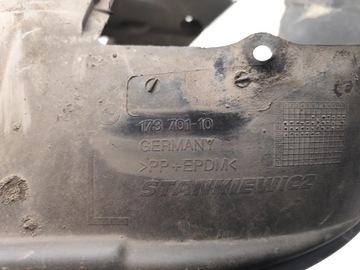 173 701-10
GERMANY
>PP+EPDM<
STANKIEWICZ